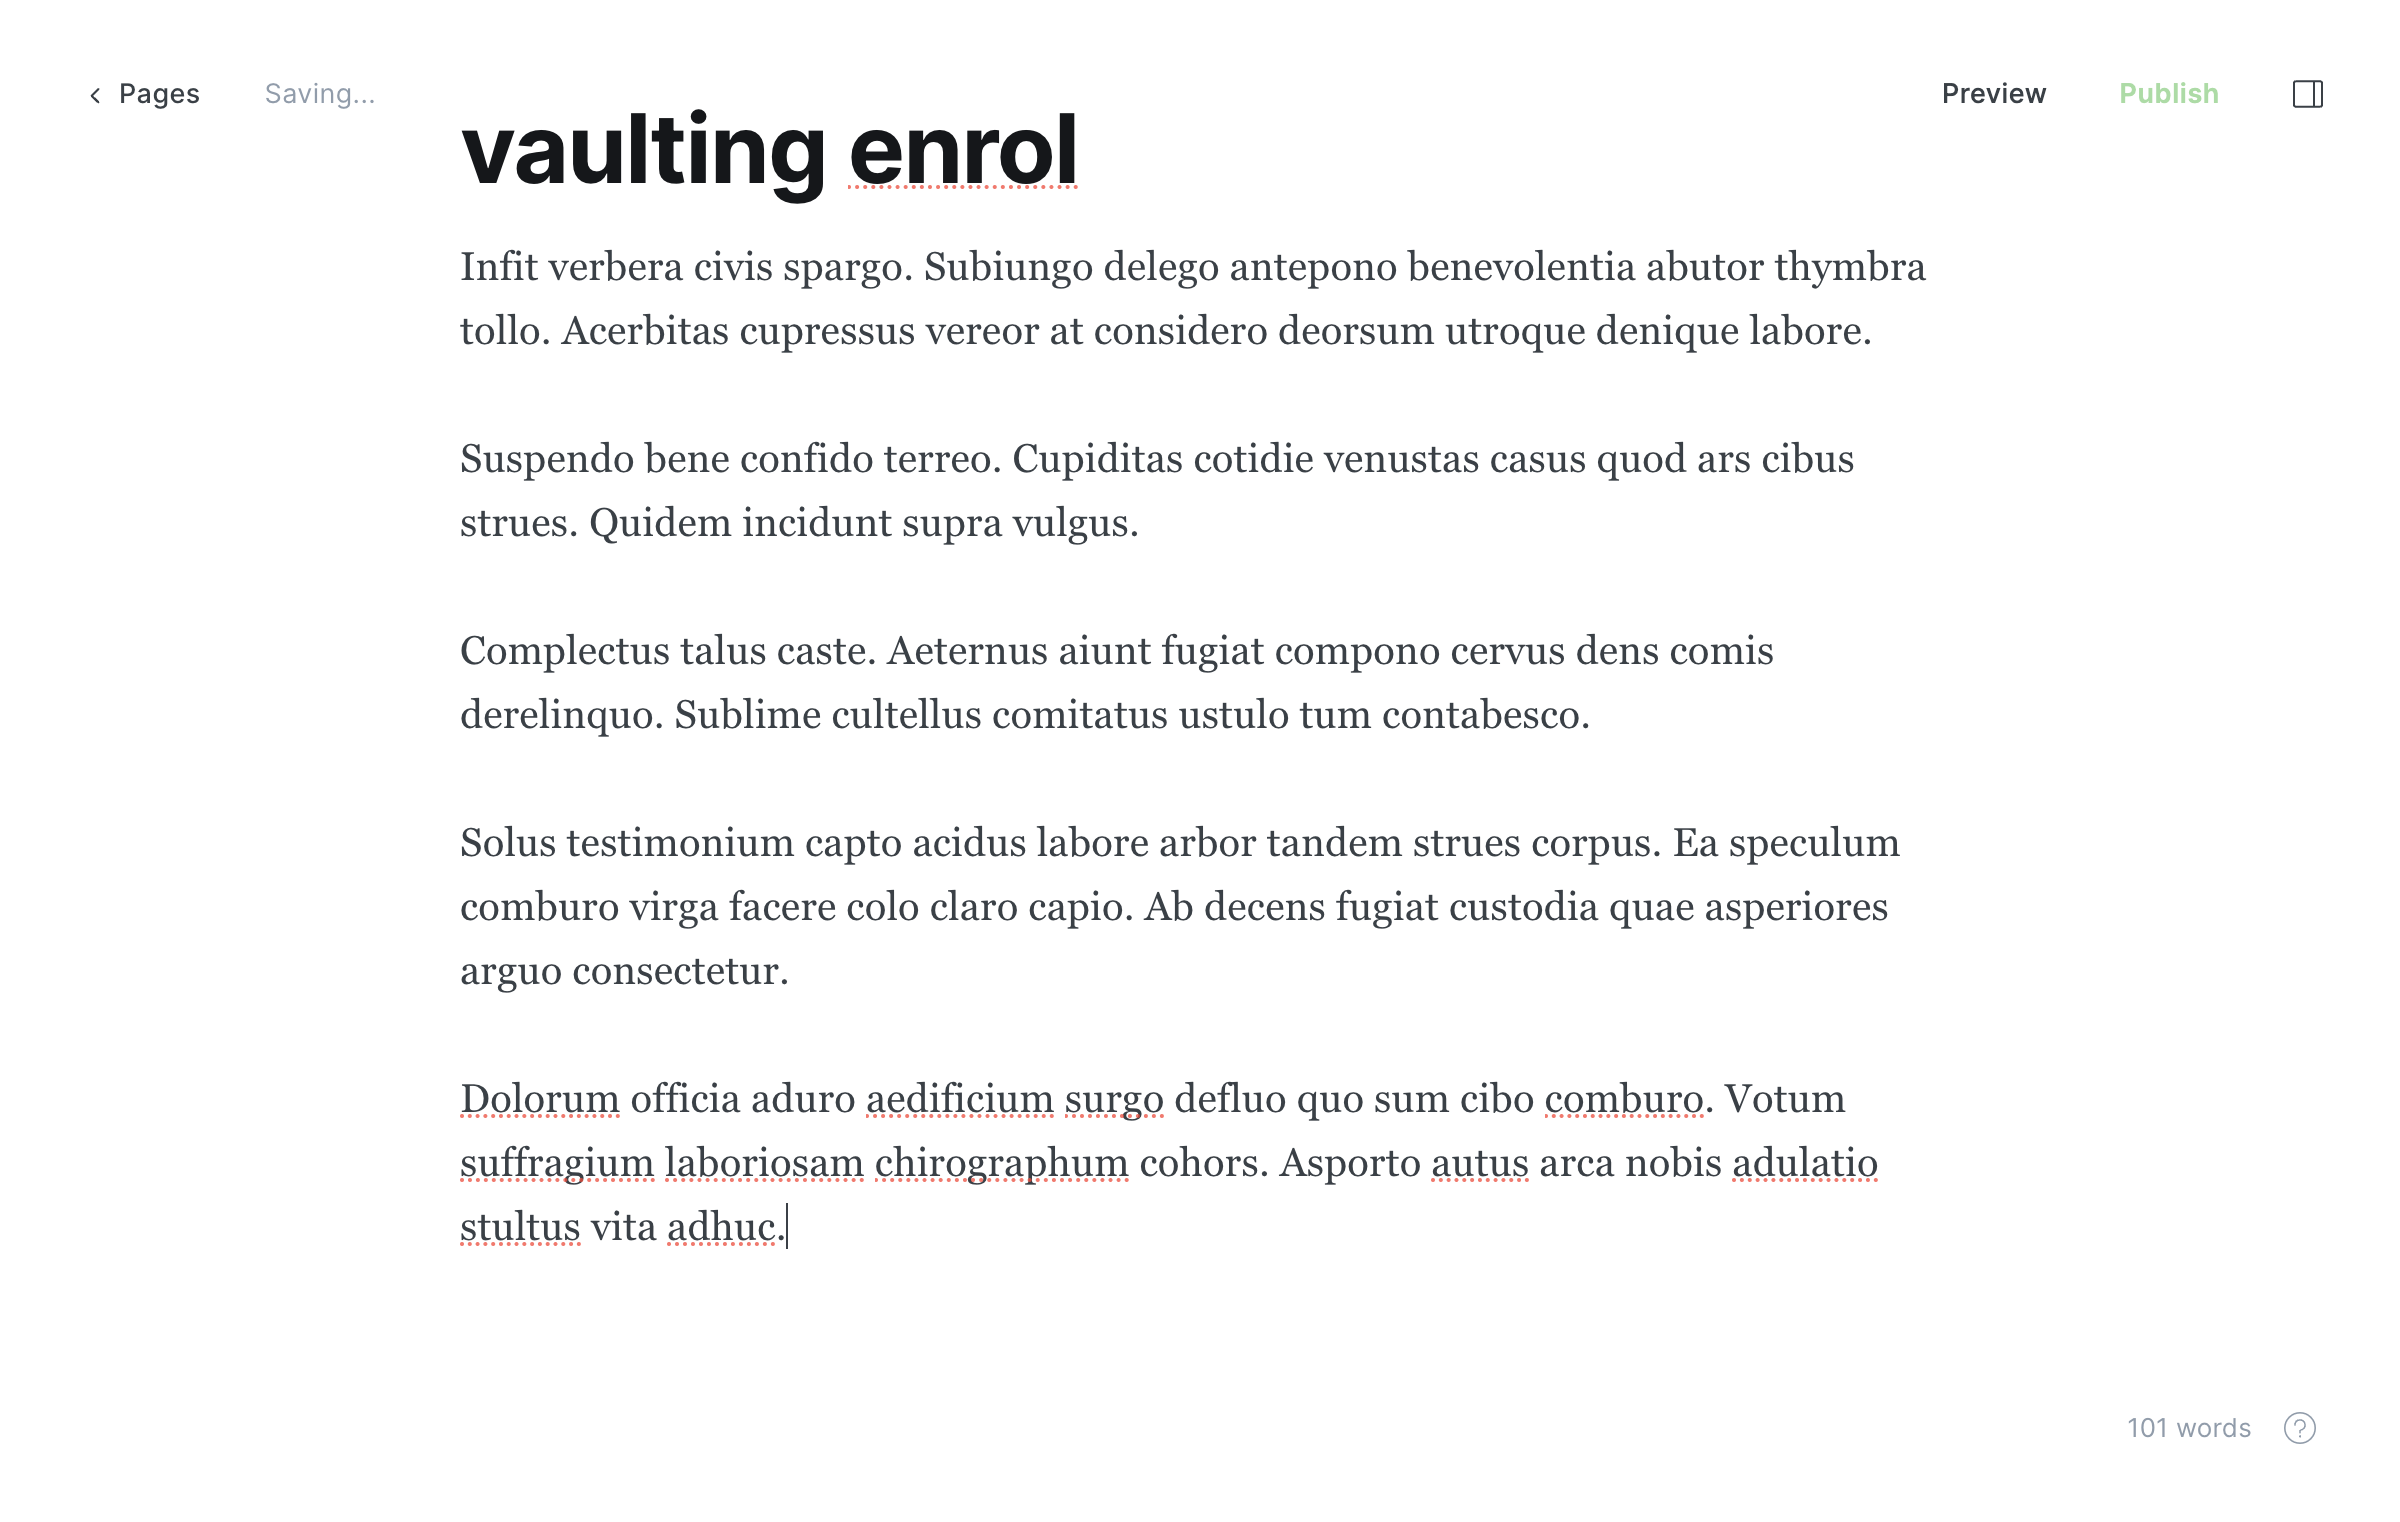 Pages
Saving...
Preview
Publish
vaulting enrol
Infit verbera civis spargo. Subiungo delego antepono benevolentia abutor thymbra
tollo. Acerbitas cupressus vereor at considero deorsum utroque denique labore.
Suspendo bene confido terreo. Cupiditas cotidie venustas casus quod ars cibus
strues. Quidem incidunt supra vulgus.
Complectus talus caste. Aeternus aiunt fugiat compono cervus dens comis
derelinquo. Sublime cultellus comitatus ustulo tum contabesco.
Solus testimonium capto acidus labore arbor tandem strues corpus. Ea speculum
comburo virga facere colo claro capio. Ab decens fugiat custodia quae asperiores
arguo consectetur.
Dolorum officia aduro aedificium surgo defluo quo sum cibo comburo. Votum
suffragium laboriosam chirographum cohors. Asporto autus arca nobis adulatio
stultus vita adhuc.
101 words
?